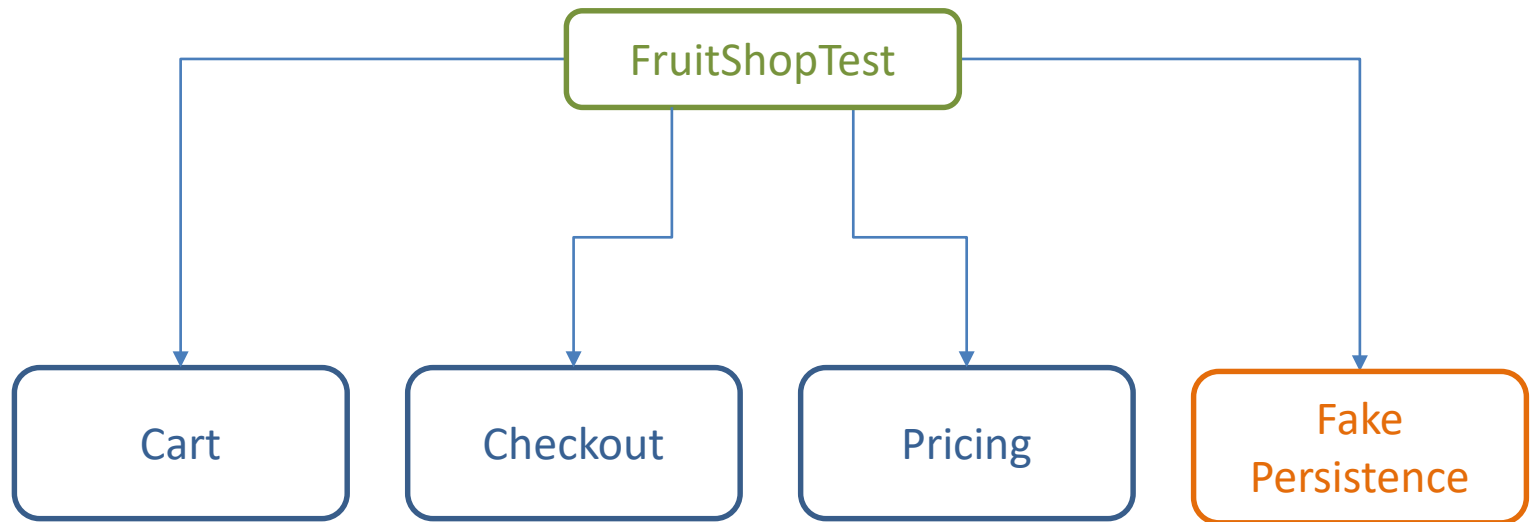 FruitShopTest
Cart
Checkout
Pricing
Fake
Persistence